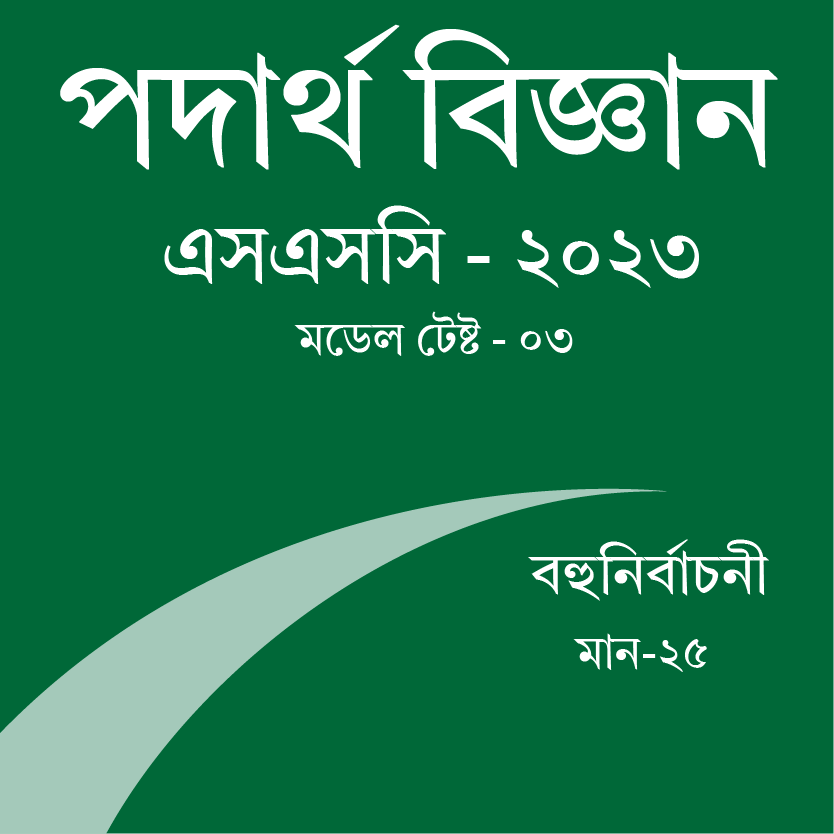 পদার্থ বিজ্ঞান
এসএসসি - ২০২৩
মডেল টেষ্ট - ০৩
বহুনির্বাচনী
মান-২৫